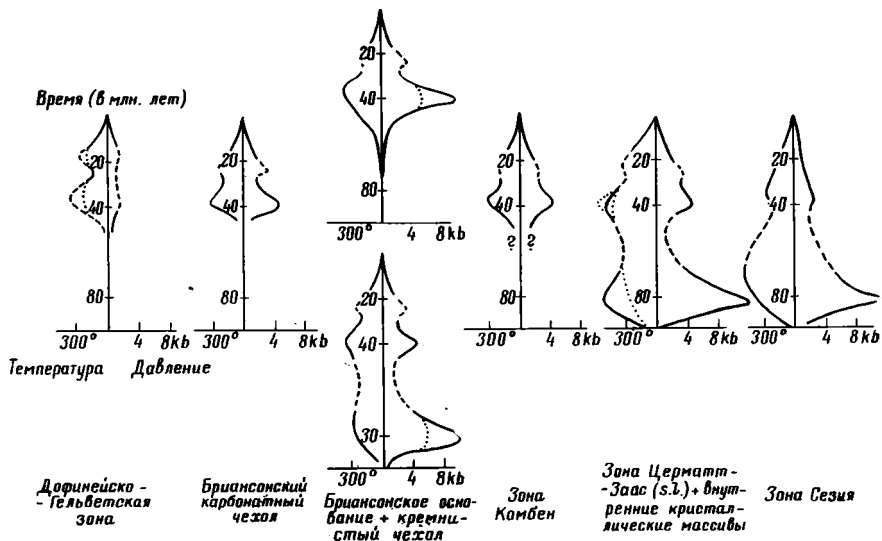 20
40
80
300° 4 8kb
Время (в млн. лет)
20
40
80
300° 4 8kb
Температура Давление
20
40
80
300° 4 8kb
20
40
30
300° 4 8kb
20
40
? ?
80
300° 4 8kb
20
40
80
300° 4 8kb
20
40
80
300° 4 8kb
Дофинейско -
- Гельветская
зона
Бриансонский
карбонатный
чехол
Бриансонское осно-
вание + кремни-
стый чехол
Зона
Комбен
Зона Церматт -
-Заас (s.l.) + внут-
ренние кристал-
лические массивы
Зона Сезия